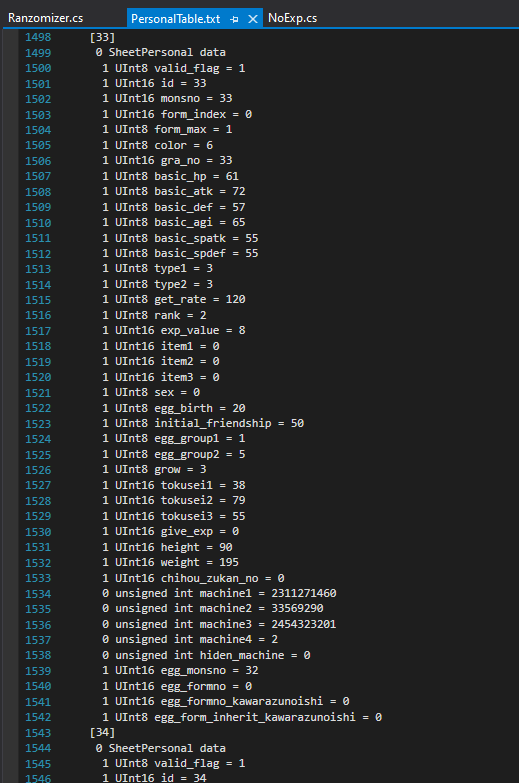 Ranzomizer.cs PersonalTable.txt NoExp.cs
1498 [33]
1499 0 SheetPersonal data
1500 1 UInt8 valid_flag = 1
1501 1 UInt16 id = 33
1502 1 UInt16 monsno = 33
1503 1 UInt16 form_index = 0
1504 1 UInt8 form_max = 1
1505 1 UInt8 color = 6
1506 1 UInt16 gra_no = 33
1507 1 UInt8 basic_hp = 61
1508 1 UInt8 basic_atk = 72
1509 1 UInt8 basic_def = 57
1510 1 UInt8 basic_agi = 65
1511 1 UInt8 basic_spatk = 55
1512 1 UInt8 basic_spdef = 55
1513 1 UInt8 type1 = 3
1514 1 UInt8 type2 = 3
1515 1 UInt8 get_rate = 120
1516 1 UInt8 rank = 2
1517 1 UInt16 exp_value = 8
1518 1 UInt16 item1 = 0
1519 1 UInt16 item2 = 0
1520 1 UInt16 item3 = 0
1521 1 UInt8 sex = 0
1522 1 UInt8 egg_birth = 20
1523 1 UInt8 initial_friendship = 50
1524 1 UInt8 egg_group1 = 1
1525 1 UInt8 egg_group2 = 5
1526 1 UInt8 grow = 3
1527 1 UInt16 tokusei1 = 38
1528 1 UInt16 tokusei2 = 79
1529 1 UInt16 tokusei3 = 55
1530 1 UInt16 give_exp = 0
1531 1 UInt16 height = 90
1532 1 UInt16 weight = 195
1533 1 UInt16 chihou_zukan_no = 0
1534 0 unsigned int machine1 = 2311271460
1535 0 unsigned int machine2 = 33569290
1536 0 unsigned int machine3 = 2454323201
1537 0 unsigned int machine4 = 2
1538 0 unsigned int hiden_machine = 0
1539 1 UInt16 egg_monsno = 32
1540 1 UInt16 egg_formno = 0
1541 1 UInt16 egg_formno_kawarazunoishi = 0
1542 1 UInt8 egg_form_inherit_kawarazunoishi = 0
1543 [34]
1544 0 SheetPersonal data
1545 1 UInt8 valid_flag = 1
1546 1 UInt16 id = 34